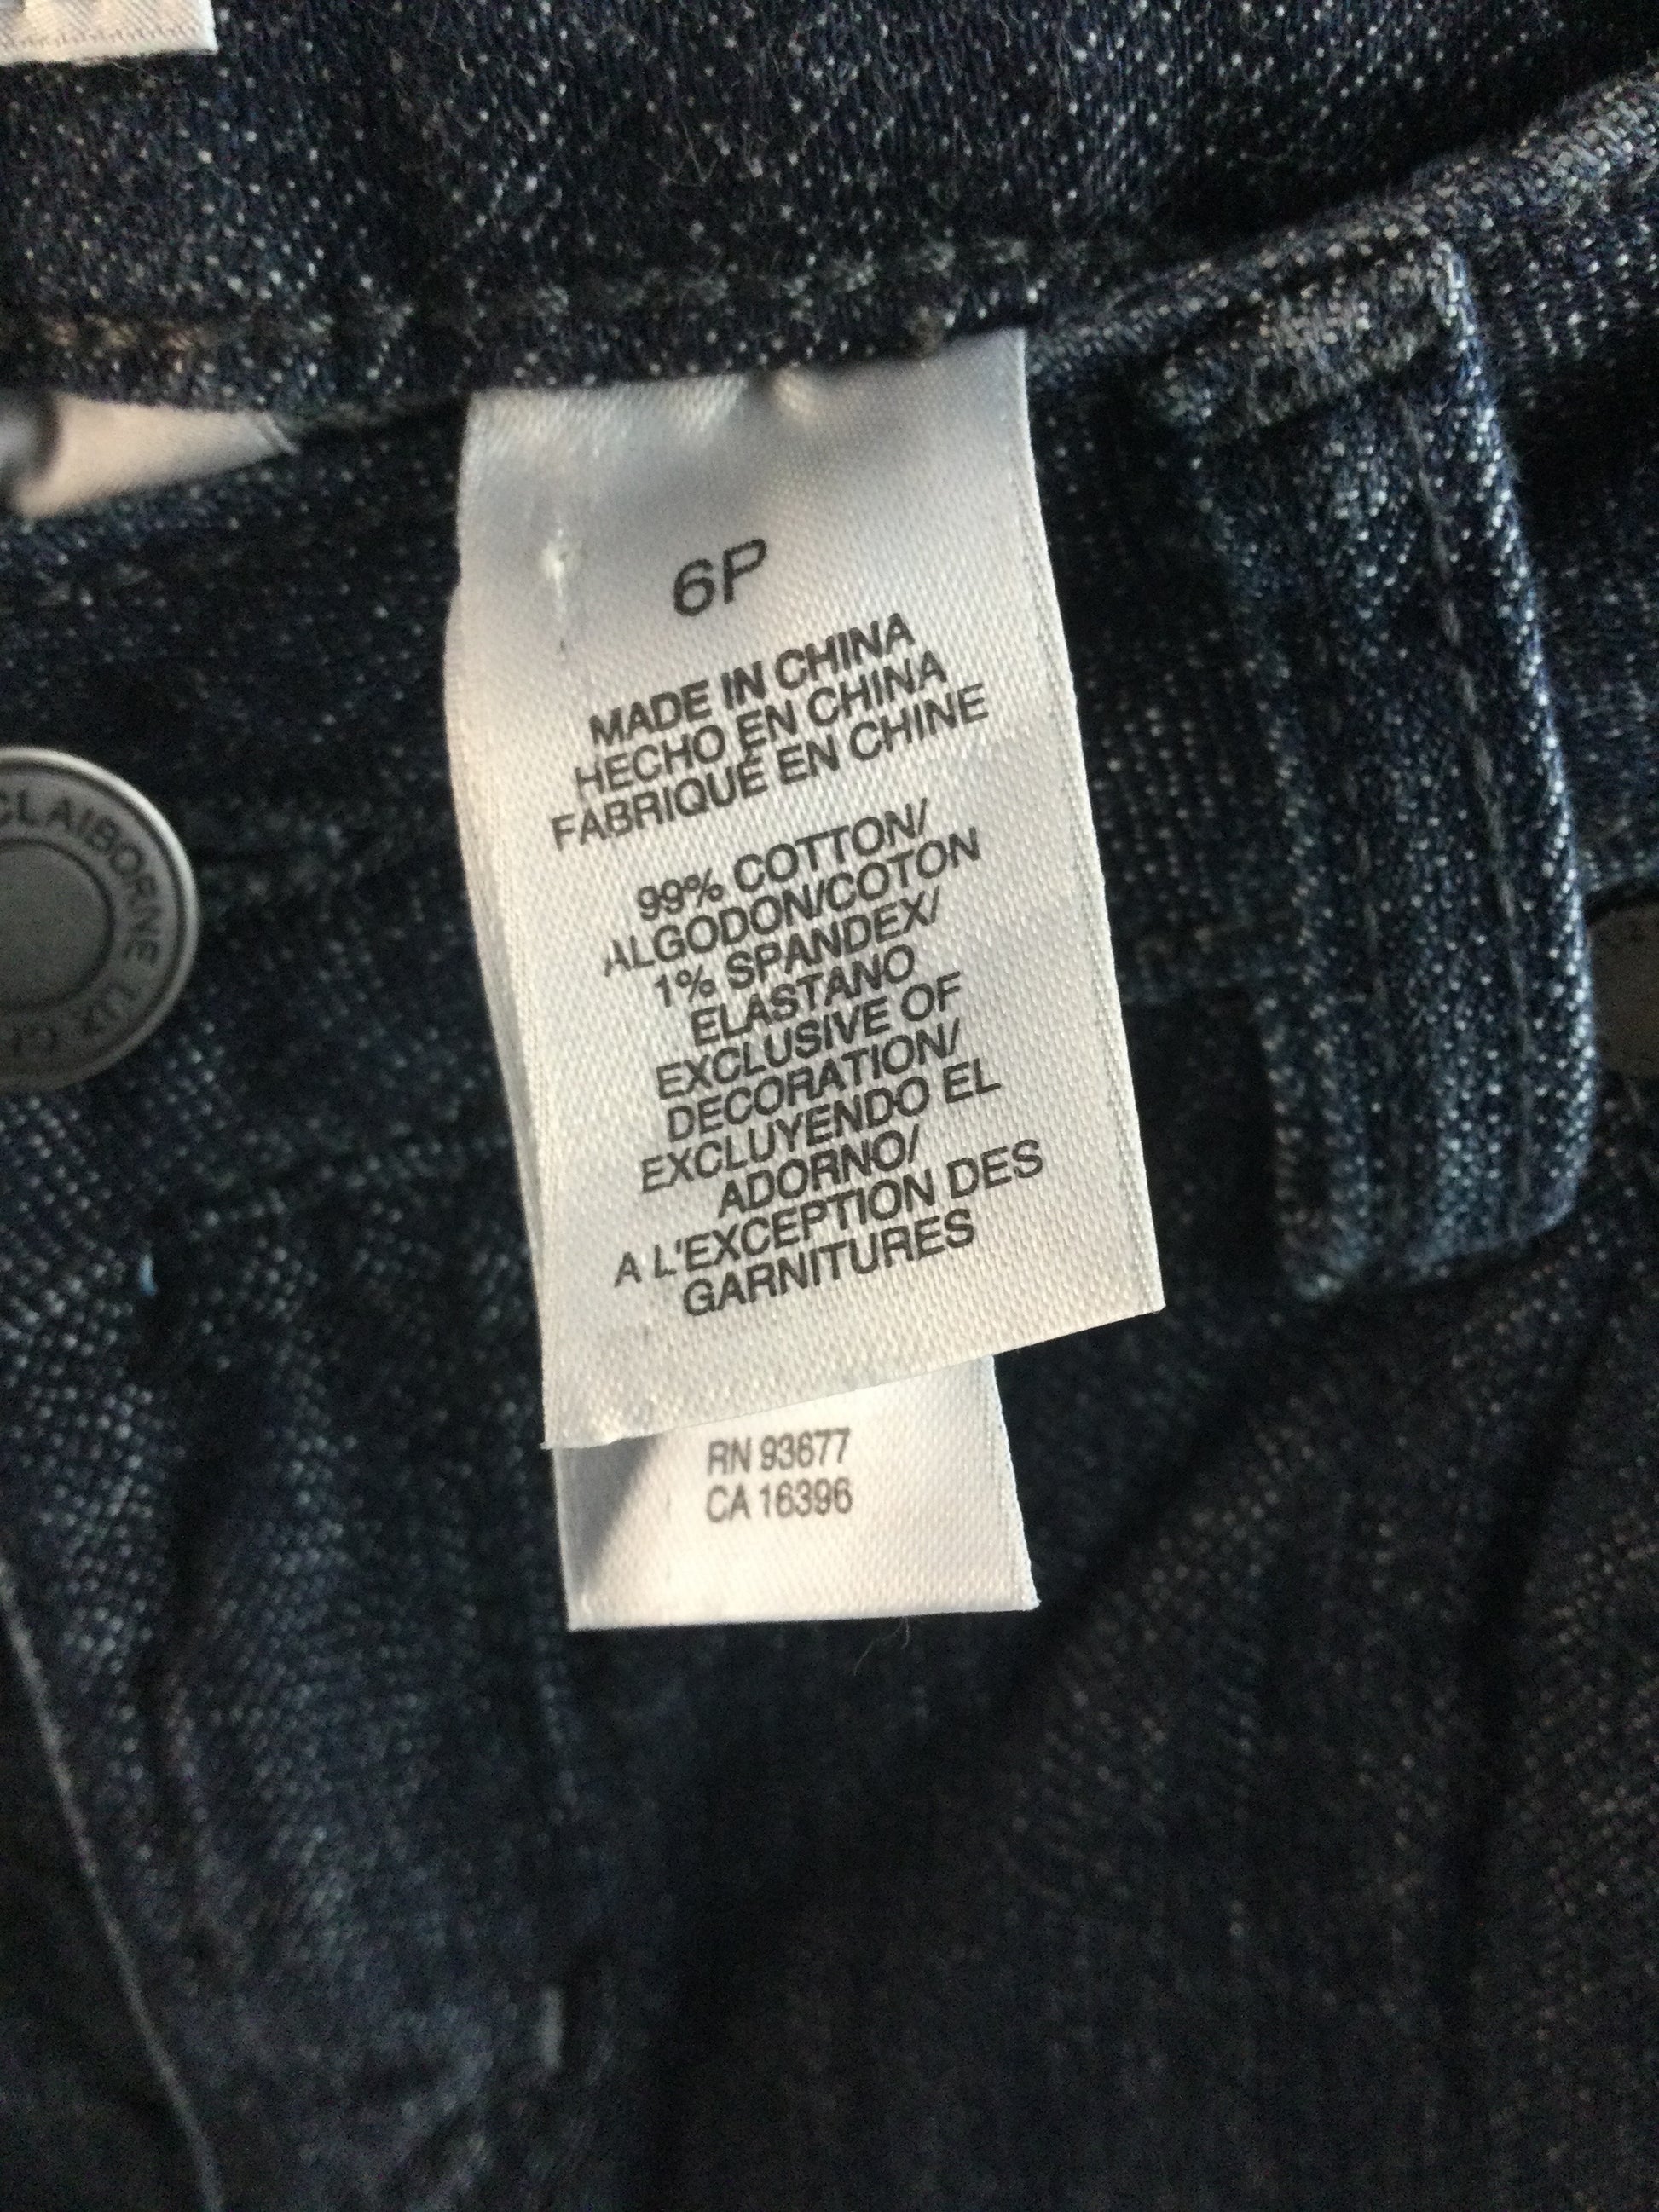 6P
MADE IN CHINA
HECHO EN CHINA
FABRIQUÉ EN CHINE
99% COTTON/
ALGODON/COTON
1% SPANDEX/
ELASTANO
EXCLUSIVE OF
DECORATION/
EXCLUYENDO EL
ADORNO/
A L'EXCEPTION DES
GARNITURES
RN 93677
CA 16396
CLAIBORNE